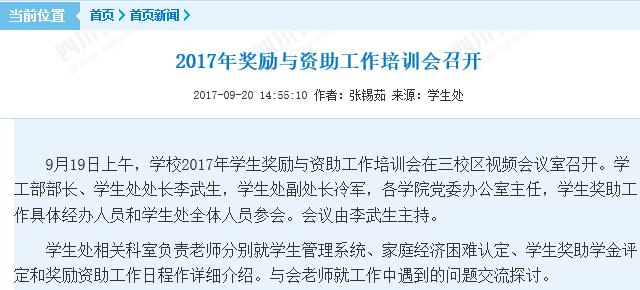 当前位置 首页 > 首页新闻 >
2017年奖励与资助工作培训会召开
2017-09-20 14:55:10 作者：张锡茹 来源：学生处
9月19日上午，学校2017年学生奖励与资助工作培训会在三校区视频会议室召开。学
工部部长、学生处处长李武生，学生处副处长冷军，各学院党委办公室主任，学生奖励资助工
作具体经办人员和学生处全体人员参会。会议由李武生主持。
学生处相关科室负责老师分别就学生管理系统、家庭经济困难认定、学生奖助学金评
定和奖励资助工作日程作详细介绍。与会老师就工作中遇到的问题交流探讨。